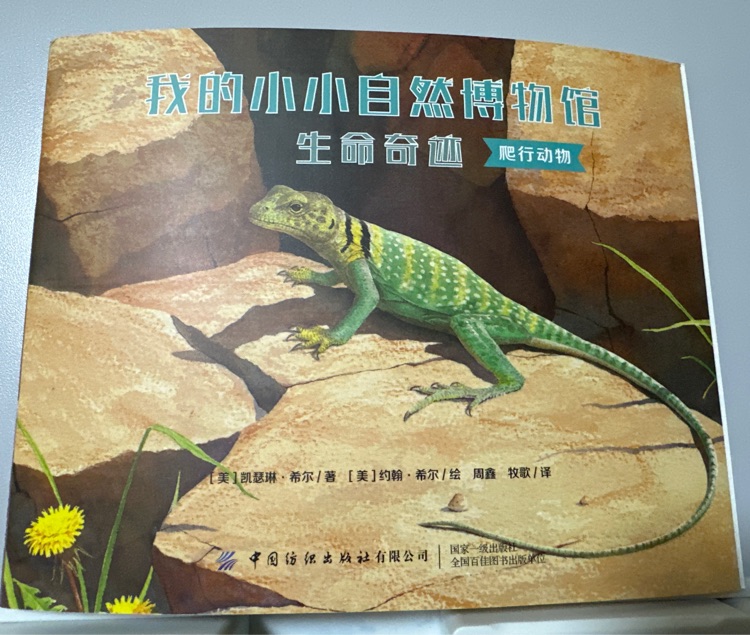 我的小小自然博物馆
生命奇迹
爬行动物
[美]凯瑟琳·希尔/著 [美]约翰·希尔/绘 周鑫 牧歌/译
中国纺织出版社有限公司
国家一级出版社
全国百佳图书出版单位